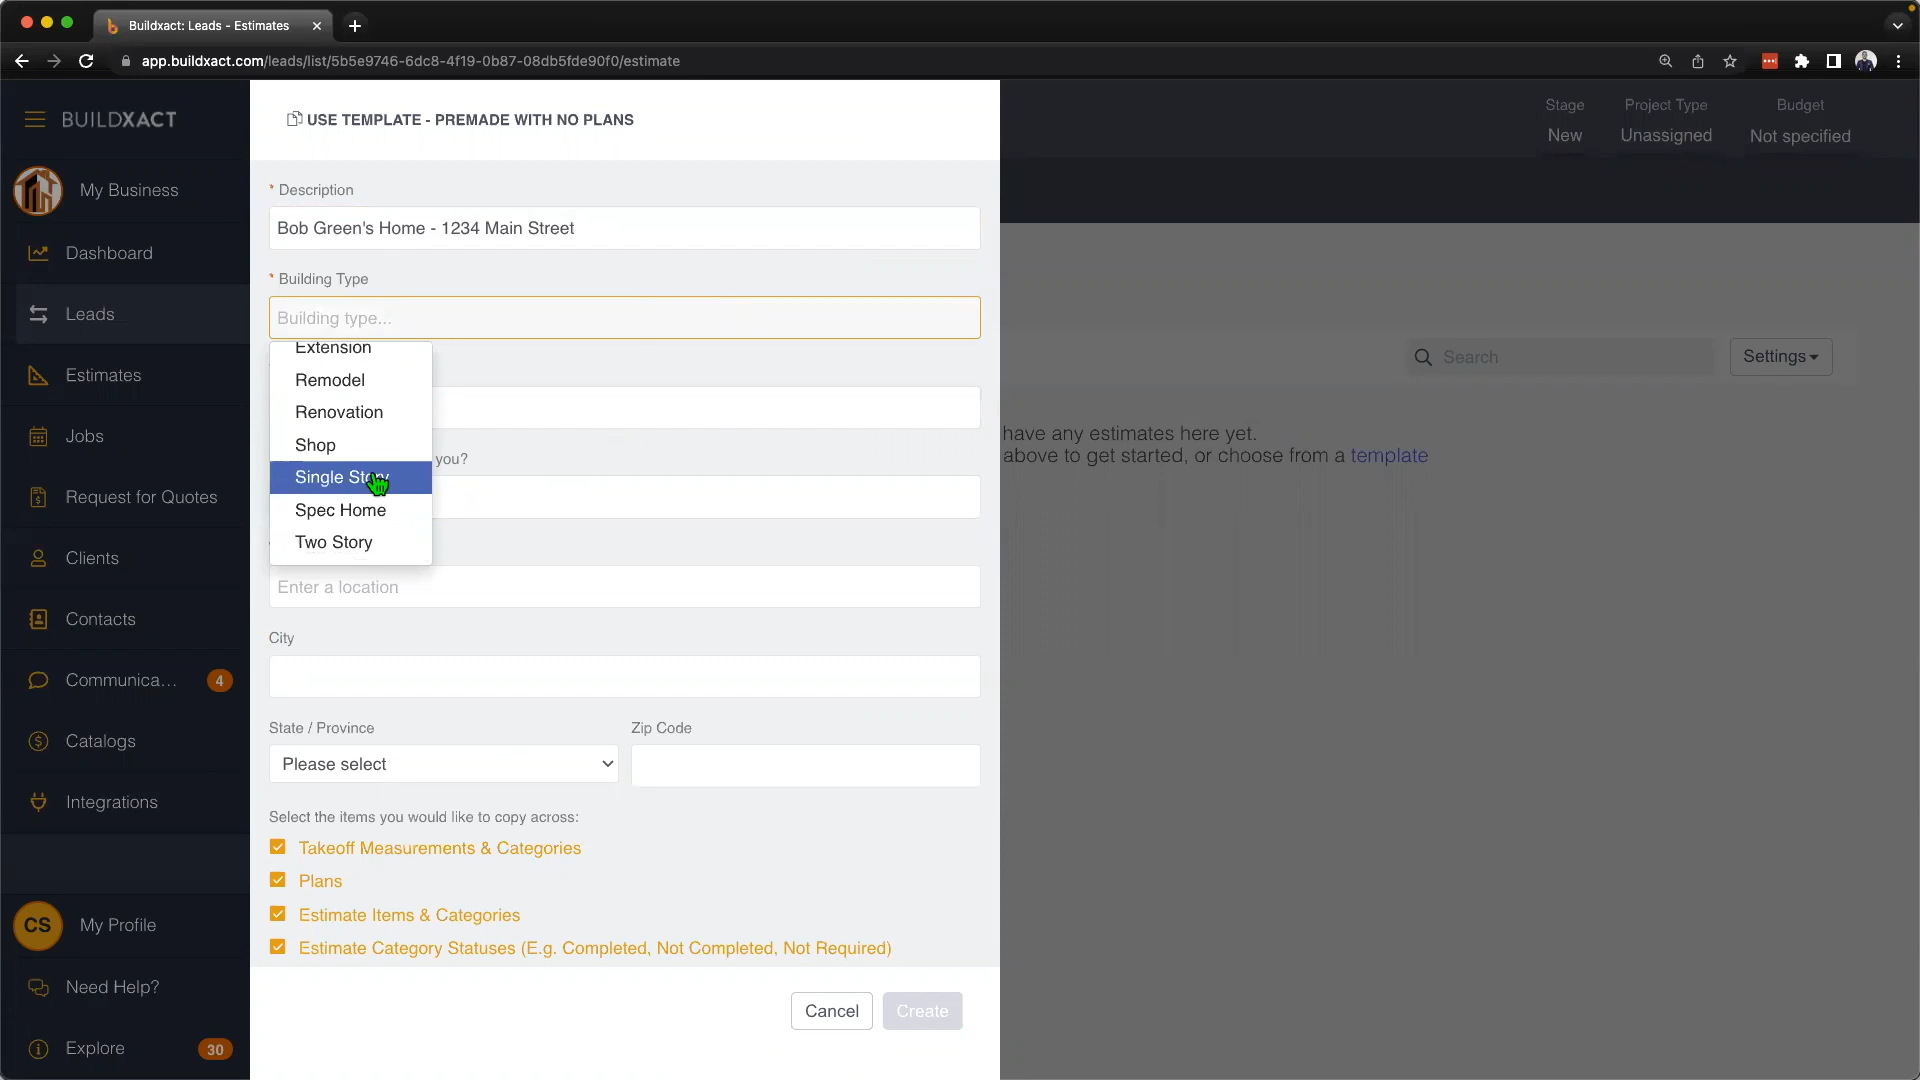 Buildxact: Leads - Estimates
app.buildxact.com/leads/list/5b5e9746-6dc8-4f19-0b87-08db5fde90f0/estimate
BUILDXACT
My Business
Dashboard
Leads
Estimates
Jobs
Request for Quotes
Clients
Contacts
Communica... 4
Catalogs
Integrations
CS My Profile
Need Help?
Explore 30
USE TEMPLATE - PREMADE WITH NO PLANS
* Description
Bob Green's Home - 1234 Main Street
* Building Type
Building type...
Extension
Remodel
Renovation
Shop
you?
Single Story
Spec Home
Two Story
Enter a location
City
State / Province
Zip Code
Please select
Select the items you would like to copy across:
Takeoff Measurements & Categories
Plans
Estimate Items & Categories
Estimate Category Statuses (E.g. Completed, Not Completed, Not Required)
Cancel
Create
Stage
New
Project Type
Unassigned
Budget
Not specified
Search
Settings
have any estimates here yet.
above to get started, or choose from a template